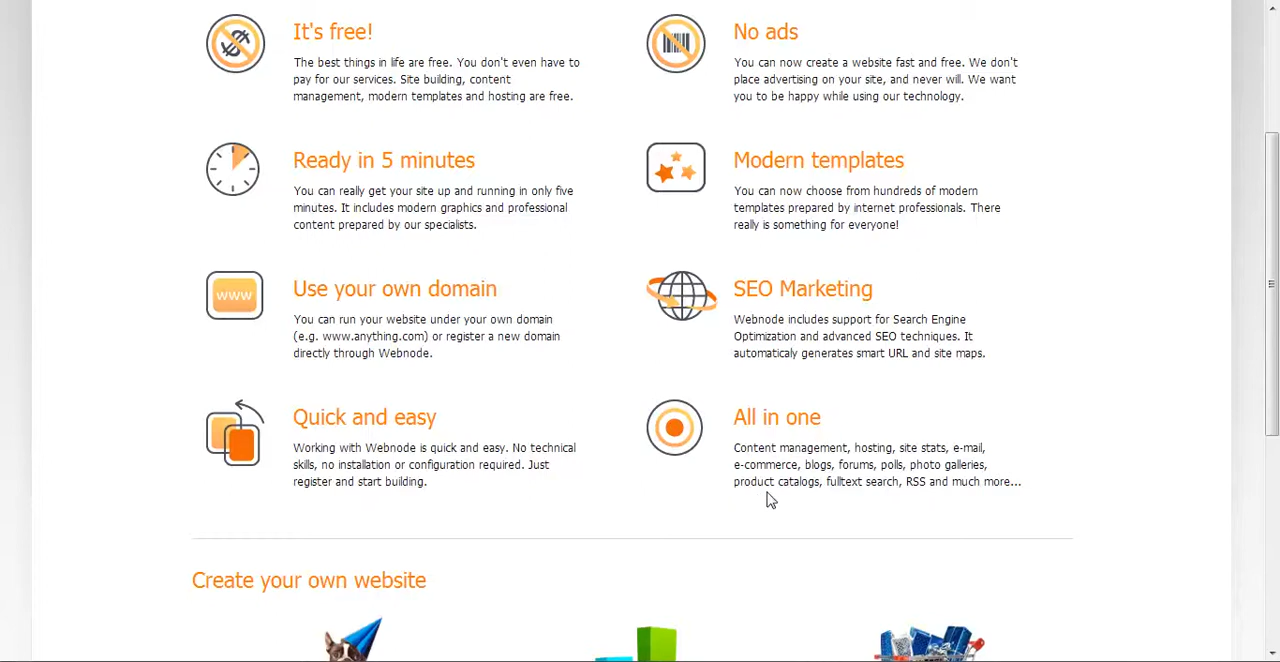 It's free!
The best things in life are free. You don't even have to
pay for our services. Site building, content
management, modern templates and hosting are free.
No ads
You can now create a website fast and free. We don't
place advertising on your site, and never will. We want
you to be happy while using our technology.
Ready in 5 minutes
You can really get your site up and running in only five
minutes. It includes modern graphics and professional
content prepared by our specialists.
Modern templates
You can now choose from hundreds of modern
templates prepared by internet professionals. There
really is something for everyone!
www
Use your own domain
You can run your website under your own domain
(e.g. www.anything.com) or register a new domain
directly through Webnode.
SEO Marketing
Webnode includes support for Search Engine
Optimization and advanced SEO techniques. It
automaticaly generates smart URL and site maps.
Quick and easy
Working with Webnode is quick and easy. No technical
skills, no installation or configuration required. Just
register and start building.
All in one
Content management, hosting, site stats, e-mail,
e-commerce, blogs, forums, polls, photo galleries,
product catalogs, fulltext search, RSS and much more...
Create your own website